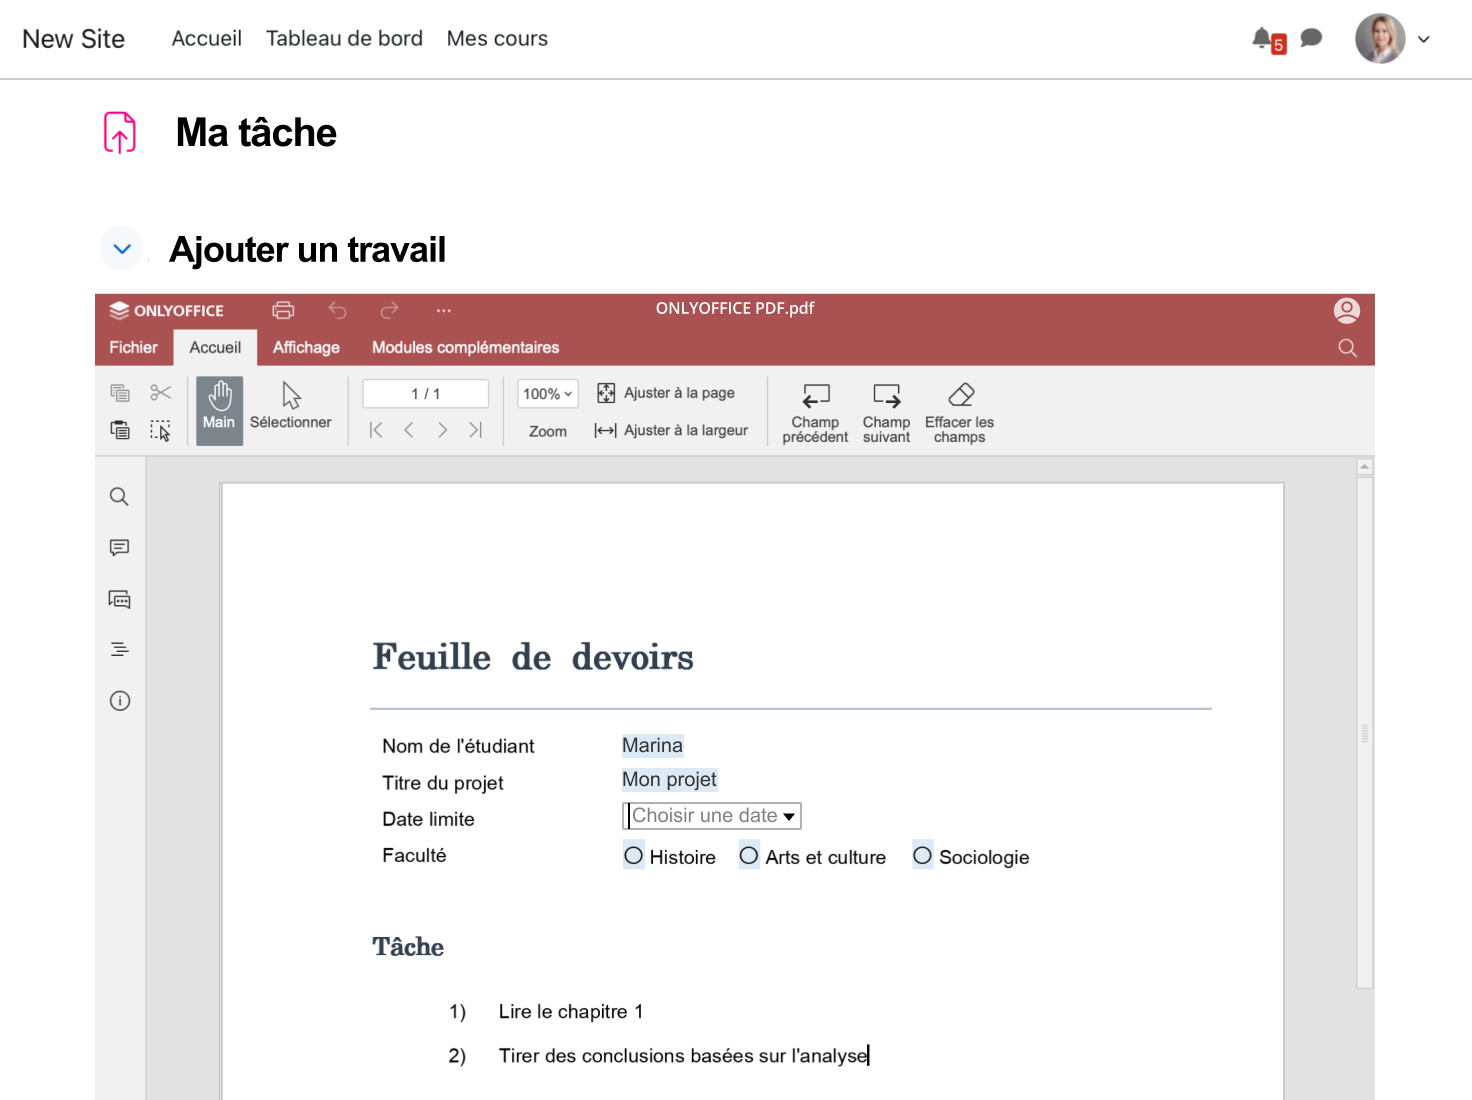 New Site Accueil Tableau de bord Mes cours 5
Ma tâche
Ajouter un travail
ONLYOFFICE ONLYOFFICE PDF.pdf
Fichier Accueil Affichage Modules complémentaires
Main Sélectionner 1 / 1 100% Ajuster à la page
Zoom Ajuster à la largeur
Champ précédent Champ suivant Effacer les champs
Feuille de devoirs
Nom de l'étudiant Marina
Titre du projet Mon projet
Date limite Choisir une date
Faculté Histoire Arts et culture Sociologie
Tâche
1) Lire le chapitre 1
2) Tirer des conclusions basées sur l'analyse